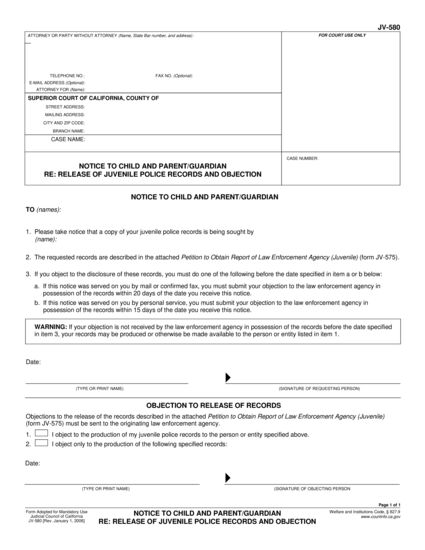 JV-580
ATTORNEY OR PARTY WITHOUT ATTORNEY (Name, State Bar number, and address):
FOR COURT USE ONLY
TELEPHONE NO.:
FAX NO. (Optional):
E-MAIL ADDRESS (Optional):
ATTORNEY FOR (Name):
SUPERIOR COURT OF CALIFORNIA, COUNTY OF
STREET ADDRESS:
MAILING ADDRESS:
CITY AND ZIP CODE:
BRANCH NAME:
CASE NAME:
CASE NUMBER:
NOTICE TO CHILD AND PARENT/GUARDIAN
RE: RELEASE OF JUVENILE POLICE RECORDS AND OBJECTION
NOTICE TO CHILD AND PARENT/GUARDIAN
TO (names):
1. Please take notice that a copy of your juvenile police records is being sought by
(name):
2. The requested records are described in the attached Petition to Obtain Report of Law Enforcement Agency (Juvenile) (form JV-575).
3. If you object to the disclosure of these records, you must do one of the following before the date specified in item a or b below:
a. If this notice was served on you by mail or confirmed fax, you must submit your objection to the law enforcement agency in
possession of the records within 20 days of the date you receive this notice.
b. If this notice was served on you by personal service, you must submit your objection to the law enforcement agency in
possession of the records within 15 days of the date you receive this notice.
WARNING: If your objection is not received by the law enforcement agency in possession of the records before the date specified
in item 3, your records may be produced or otherwise be made available to the person or entity listed in item 1.
Date:
(TYPE OR PRINT NAME)
(SIGNATURE OF REQUESTING PERSON)
OBJECTION TO RELEASE OF RECORDS
Objections to the release of the records described in the attached Petition to Obtain Report of Law Enforcement Agency (Juvenile)
(form JV-575) must be sent to the originating law enforcement agency.
1. I object to the production of my juvenile police records to the person or entity specified above.
2. I object only to the production of the following specified records:
Date:
(TYPE OR PRINT NAME)
(SIGNATURE OF OBJECTING PERSON
Page 1 of 1
Form Adopted for Mandatory Use
Judicial Council of California
JV-580 [Rev. January 1, 2008]
NOTICE TO CHILD AND PARENT/GUARDIAN
RE: RELEASE OF JUVENILE POLICE RECORDS AND OBJECTION
Welfare and Institutions Code, § 827.9
www.courtinfo.ca.gov